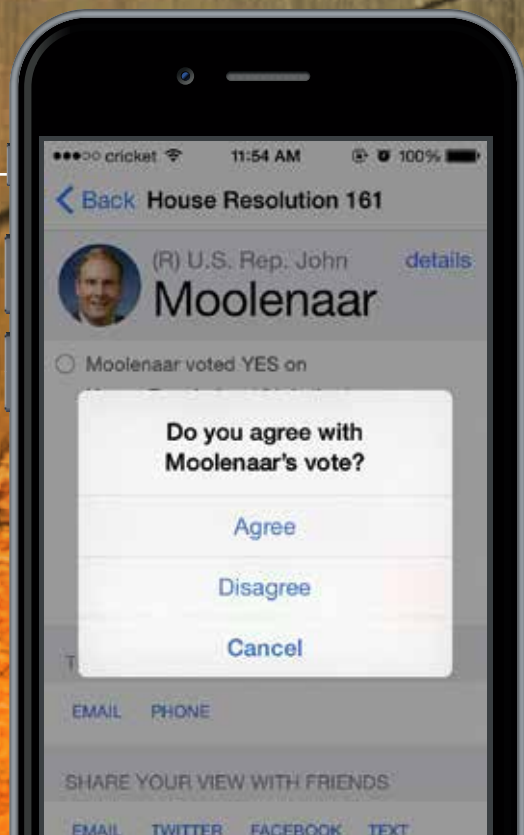 cricket 11:54 AM 100%
Back House Resolution 161
(R) U.S. Rep. John details
Moolenaar
Moolenaar voted YES on
Do you agree with
Moolenaar's vote?
Agree
Disagree
Cancel
EMAIL PHONE
SHARE YOUR VIEW WITH FRIENDS
EMAIL TWITTER FACEBOOK TEXT